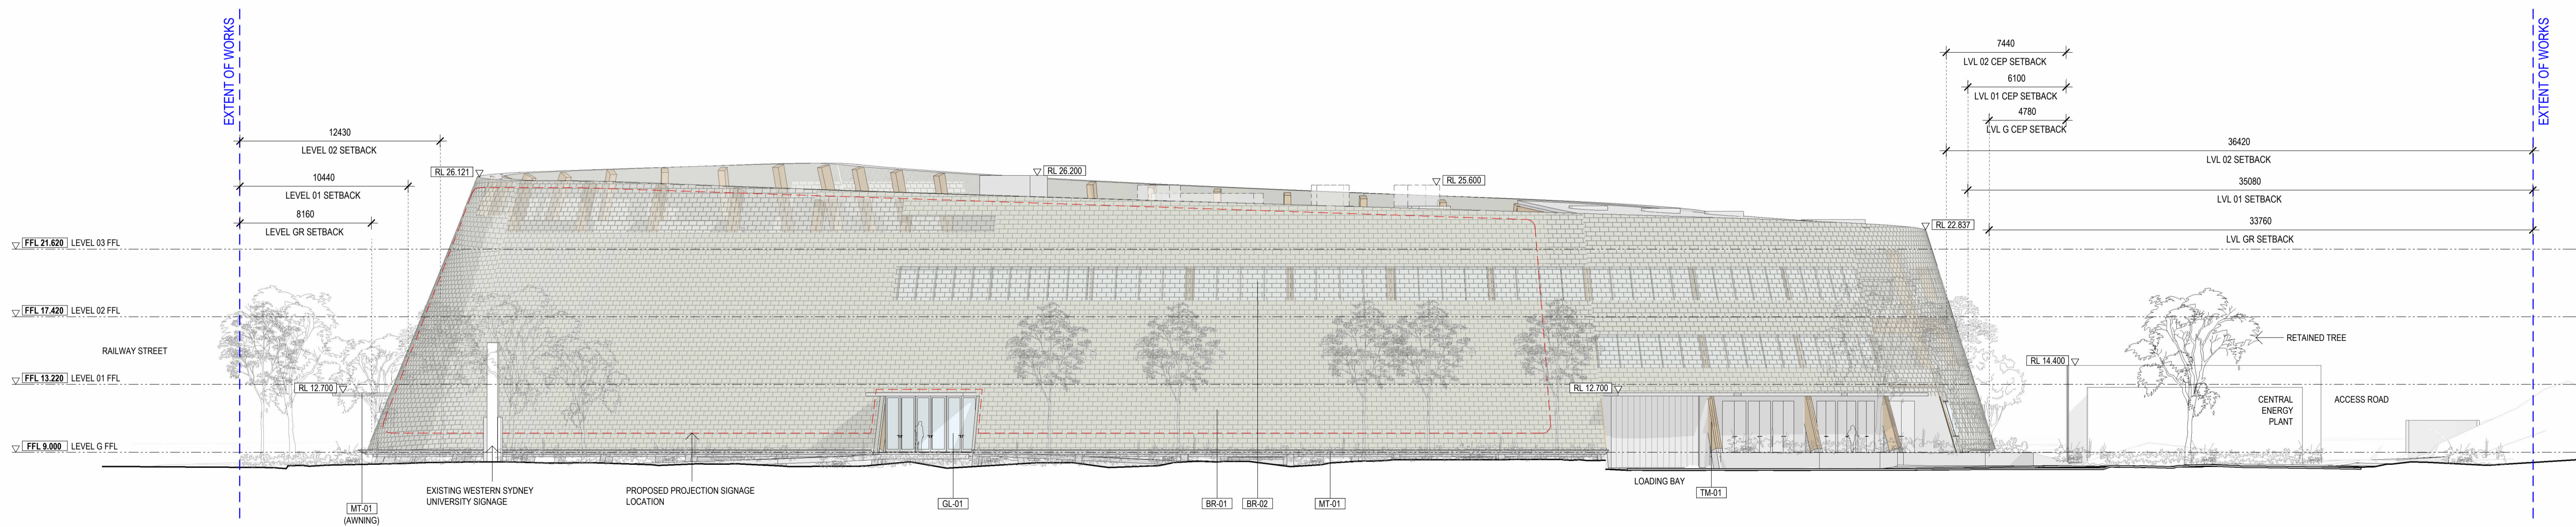 EXTENT OF WORKS
EXTENT OF WORKS
7440
LVL 02 CEP SETBACK
6100
LVL 01 CEP SETBACK
4780
LVL G CEP SETBACK
12430
LEVEL 02 SETBACK
36420
LVL 02 SETBACK
RL 26.121
RL 26.200
RL 25.600
10440
LEVEL 01 SETBACK
35080
LVL 01 SETBACK
8160
LEVEL GR SETBACK
RL 22.837
33760
LVL GR SETBACK
FFL 21.620 LEVEL 03 FFL
FFL 17.420 LEVEL 02 FFL
RETAINED TREE
RAILWAY STREET
RL 14.400
FFL 13.220 LEVEL 01 FFL
RL 12.700
RL 12.700
CENTRAL
ENERGY
PLANT
ACCESS ROAD
FFL 9.000 LEVEL G FFL
LOADING BAY
EXISTING WESTERN SYDNEY
UNIVERSITY SIGNAGE
PROPOSED PROJECTION SIGNAGE
LOCATION
MT-01
(AWNING)
GL-01
BR-01
BR-02
MT-01
TM-01